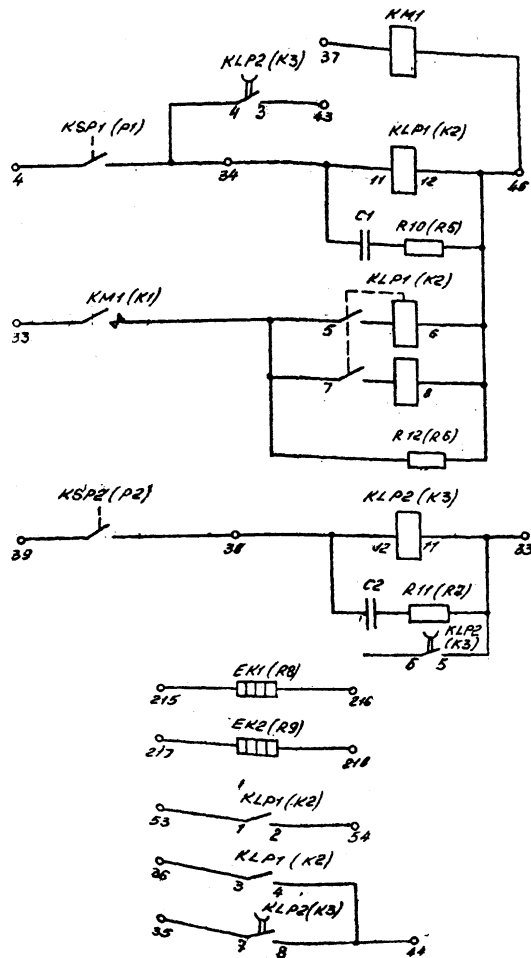 KM1
37
KLP2 (K3)
4 3 43
KSP1 (P1)
KLP1 (K2)
4 34 11 12 46
C1 R10 (R5)
KLP1 (K2)
KM1 (K1)
33 5 6
7 8
R12 (R6)
KSP2 (P2)
KLP2 (K3)
39 38 12 11 33
C2 R11 (R7)
KLP2 (K3)
6 5
EK1 (R8)
215 216
EK2 (R9)
217 218
KLP1 (K2)
53 1 2 54
KLP1 (K2)
36 3 4
KLP2 (K3)
35 7 8 44